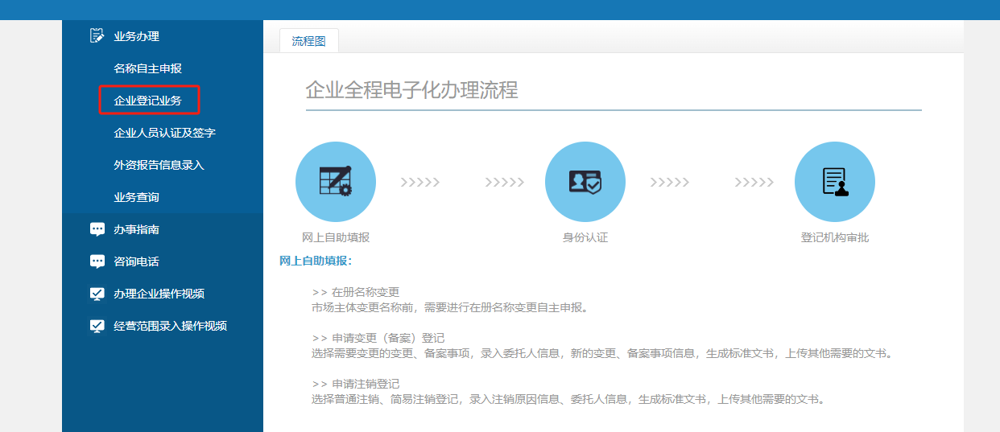 业务办理
名称自主申报
企业登记业务
企业人员认证及签字
外资报告信息录入
业务查询
办事指南
咨询电话
办理企业操作视频
经营范围录入操作视频
流程图
企业全程电子化办理流程
>>>>> >>>>> >>>>> >>>>>
网上自助填报 身份认证 登记机构审批
网上自助填报：
>> 在册名称变更
市场主体变更名称前，需要进行在册名称变更自主申报。
>> 申请变更（备案）登记
选择需要变更的变更、备案事项，录入委托人信息，新的变更、备案事项信息，生成标准文书，上传其他需要的文书。
>> 申请注销登记
选择普通注销、简易注销登记，录入注销原因信息、委托人信息，生成标准文书，上传其他需要的文书。